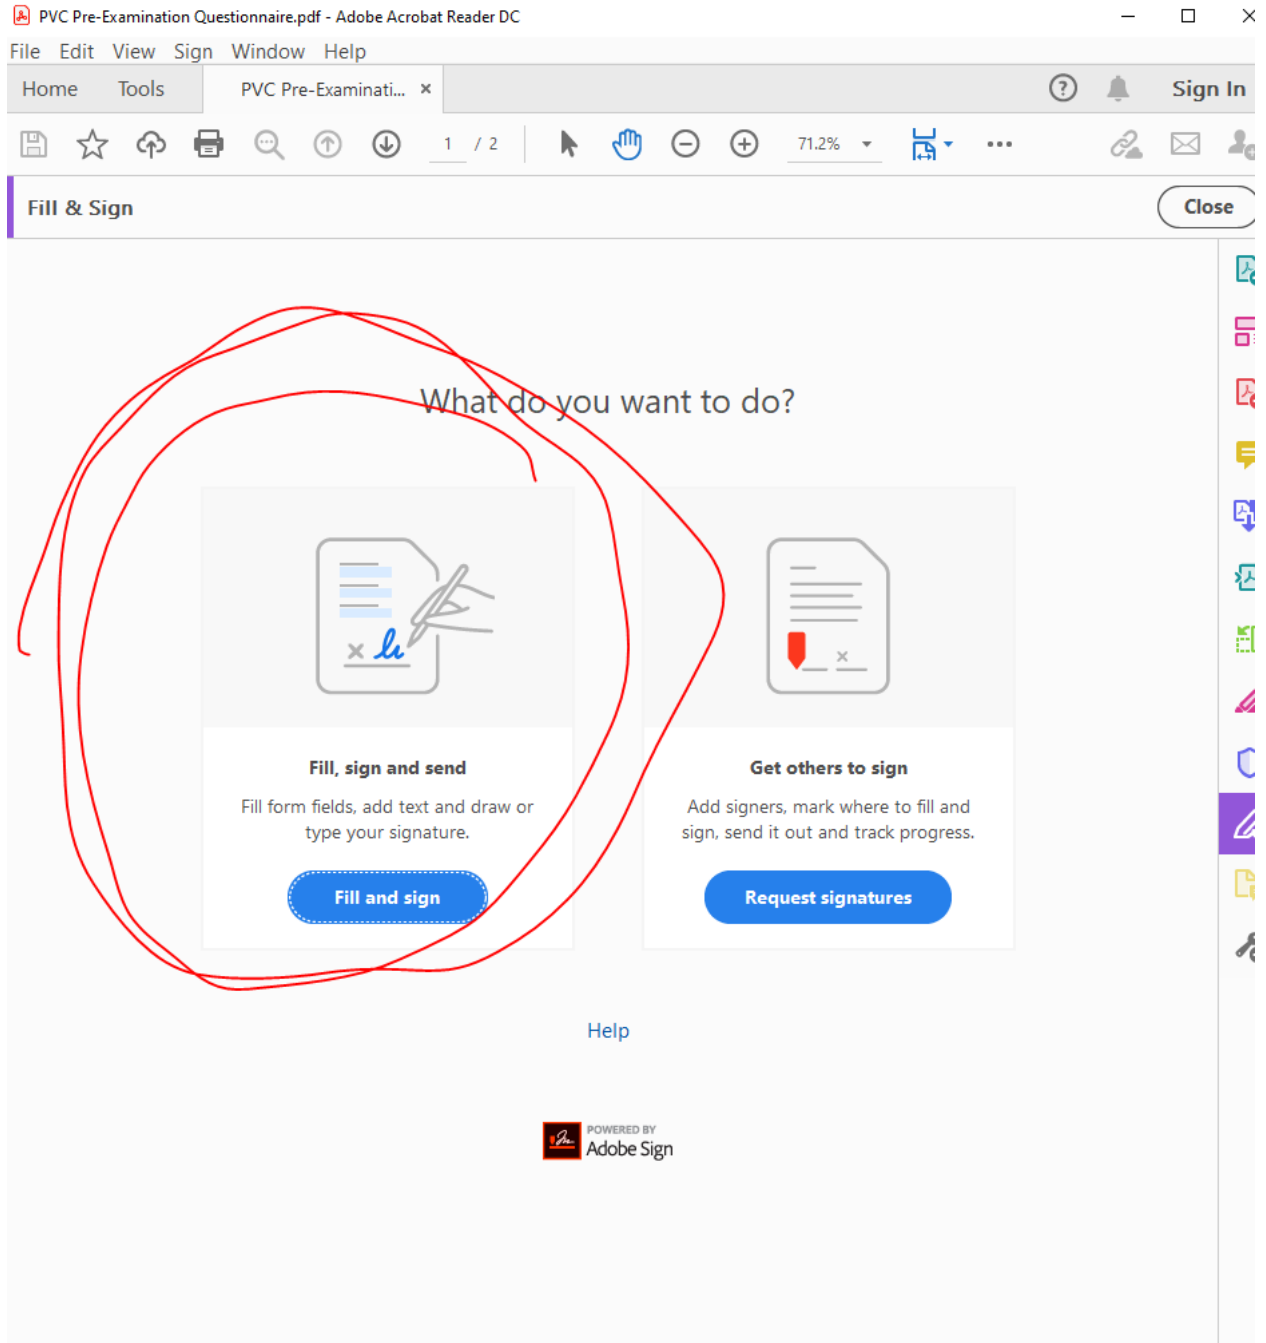 PVC Pre-Examination Questionnaire.pdf - Adobe Acrobat Reader DC
File Edit View Sign Window Help
Home Tools PVC Pre-Examinati... × Sign In
1 / 2 71.2%
Fill & Sign Close
What do you want to do?
Fill, sign and send
Fill form fields, add text and draw or
type your signature.
Fill and sign
Get others to sign
Add signers, mark where to fill and
sign, send it out and track progress.
Request signatures
Help
POWERED BY
Adobe Sign